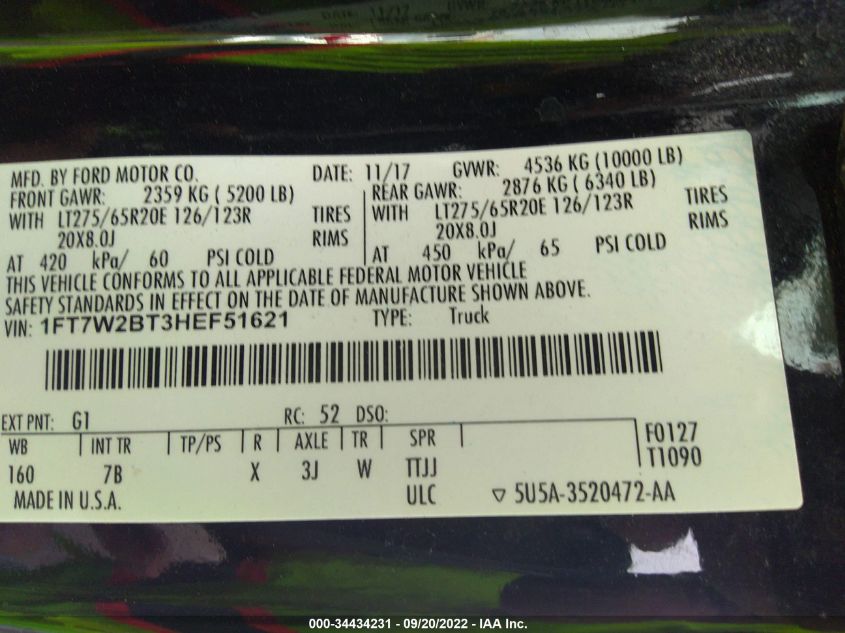 MFD. BY FORD MOTOR CO. DATE: 11/17 GVWR: 4536 KG (10000 LB)
FRONT GAWR: 2359 KG ( 5200 LB) REAR GAWR: 2876 KG ( 6340 LB)
WITH LT275/65R20E 126/123R TIRES WITH LT275/65R20E 126/123R TIRES
20X8.0J RIMS 20X8.0J RIMS
AT 420 kPa/ 60 PSI COLD AT 450 kPa/ 65 PSI COLD
THIS VEHICLE CONFORMS TO ALL APPLICABLE FEDERAL MOTOR VEHICLE
SAFETY STANDARDS IN EFFECT ON THE DATE OF MANUFACTURE SHOWN ABOVE.
VIN: 1FT7W2BT3HEF51621 TYPE: Truck
EXT PNT: G1 RC: 52 DSO:
WB INT TR TP/PS R AXLE TR SPR F0127
160 7B X 3J W TTJJ T1090
MADE IN U.S.A. ULC ▽ 5U5A-3520472-AA
000-34434231 - 09/20/2022 - IAA Inc.